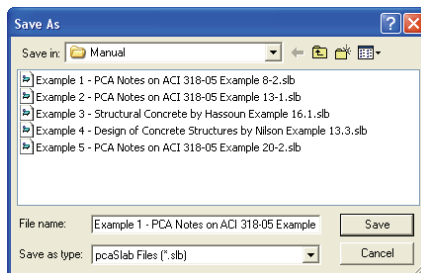 Save As
Save in: Manual
Example 1 - PCA Notes on ACI 318-05 Example 8-2.slb
Example 2 - PCA Notes on ACI 318-05 Example 13-1.slb
Example 3 - Structural Concrete by Hassoun Example 16.1.slb
Example 4 - Design of Concrete Structures by Nilson Example 13.3.slb
Example 5 - PCA Notes on ACI 318-05 Example 20-2.slb
File name: Example 1 - PCA Notes on ACI 318-05 Example Save
Save as type: pcaSlab Files (*.slb) Cancel